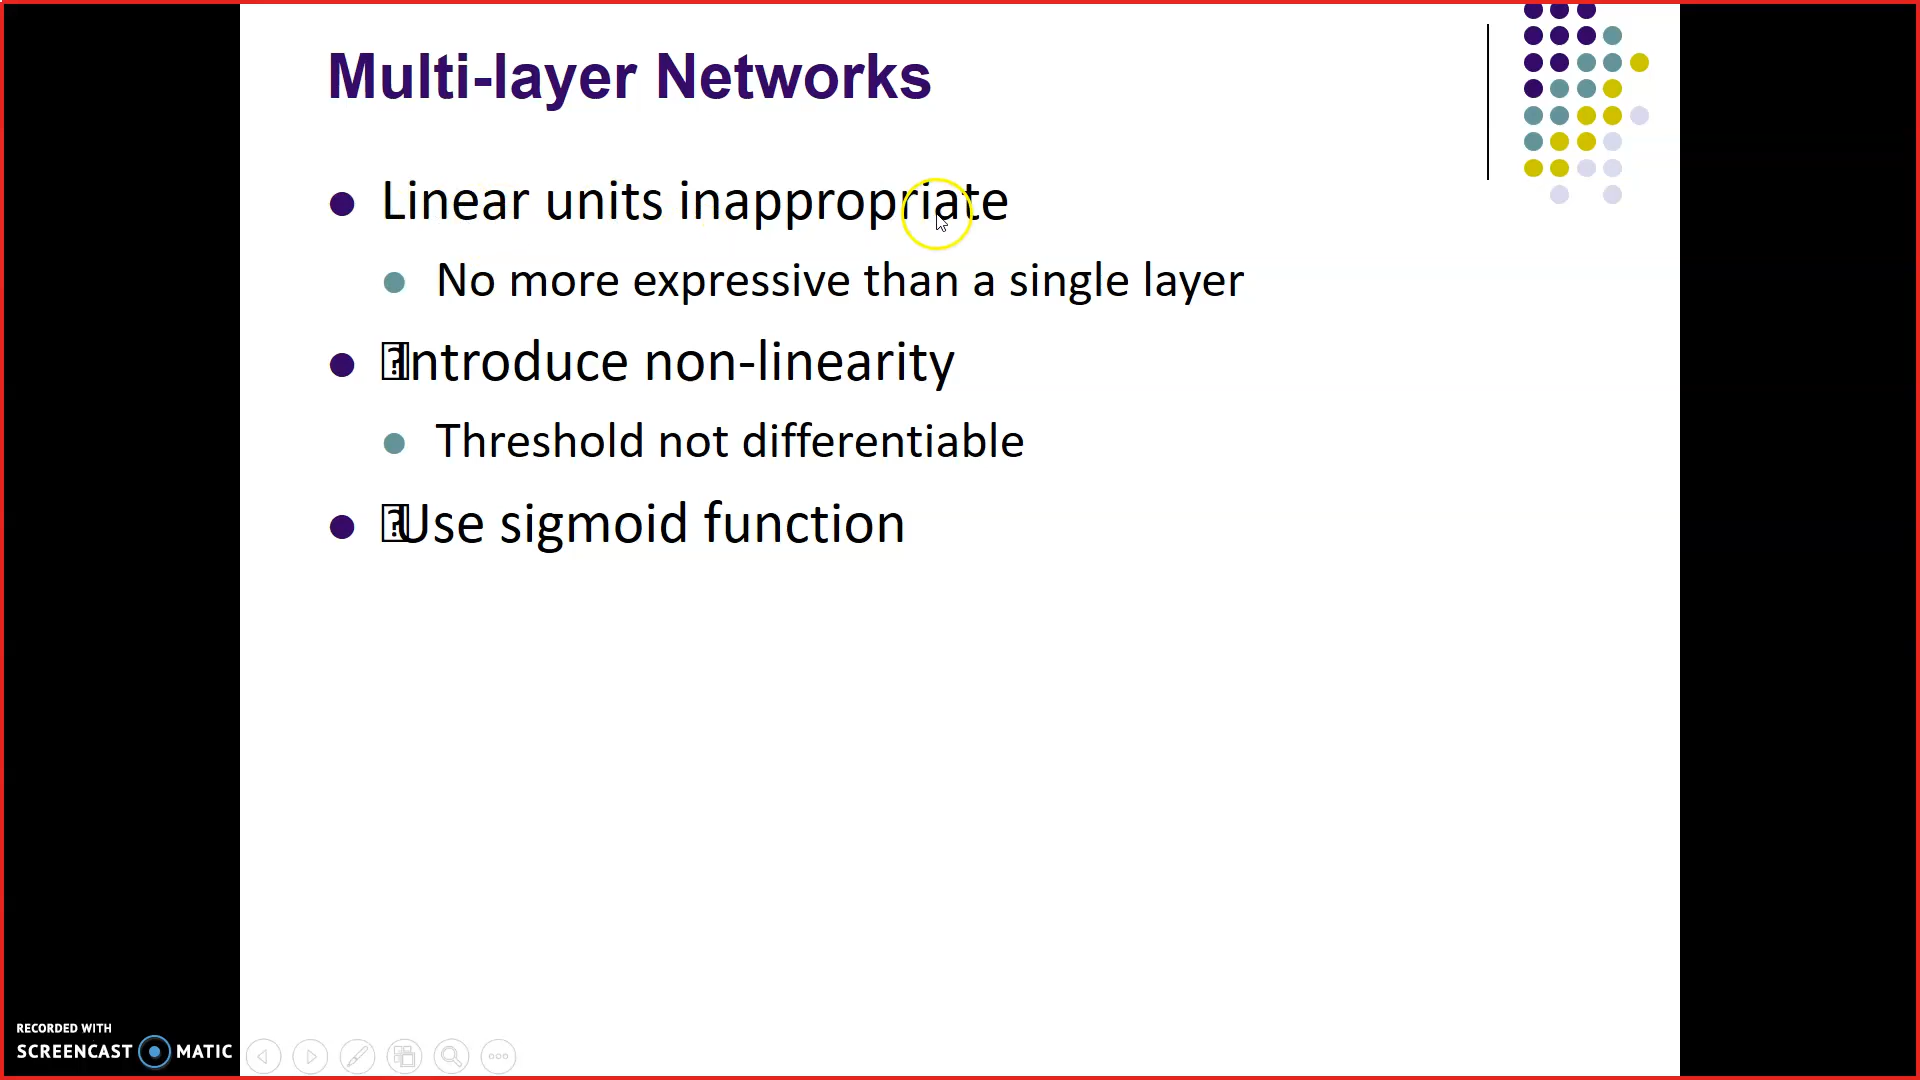 Multi-layer Networks
Linear units inappropriate
No more expressive than a single layer
Introduce non-linearity
Threshold not differentiable
Use sigmoid function
RECORDED WITH
SCREENCAST MATIC